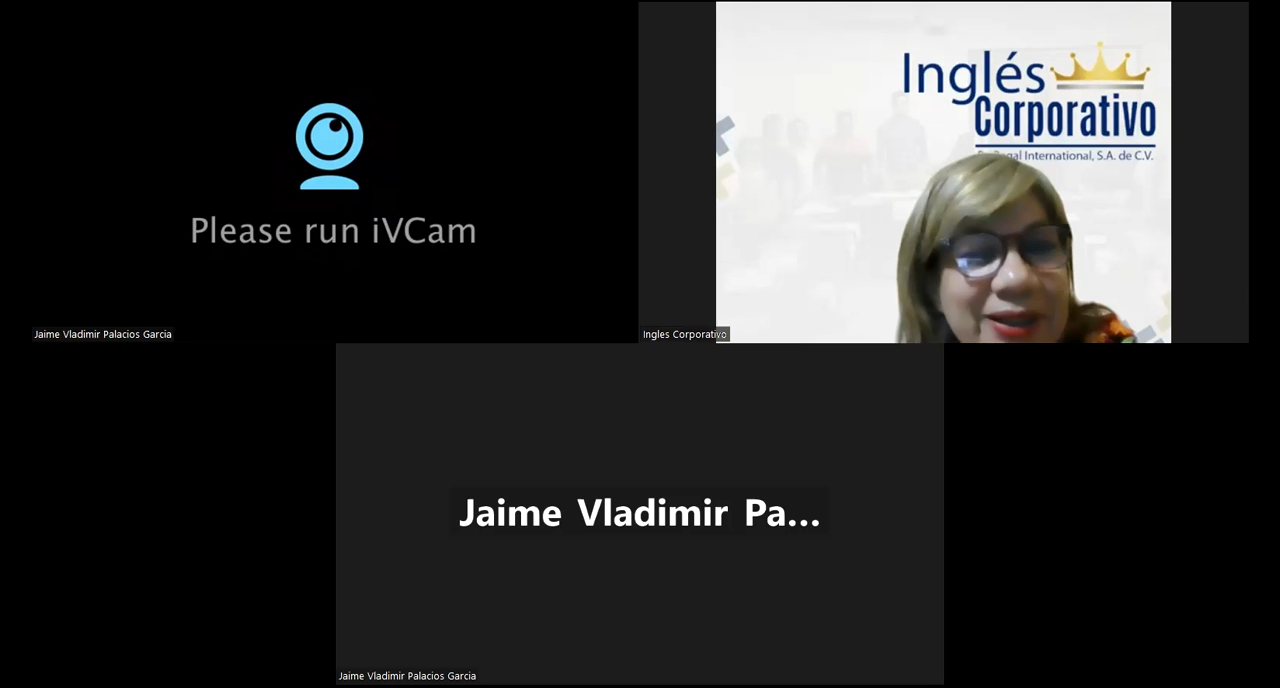 Please run iVCam
Jaime Vladimir Palacios Garcia
Inglés
Corporativo
International, S.A. de C.V.
Ingles Corporativo
Jaime Vladimir Pa...
Jaime Vladimir Palacios Garcia